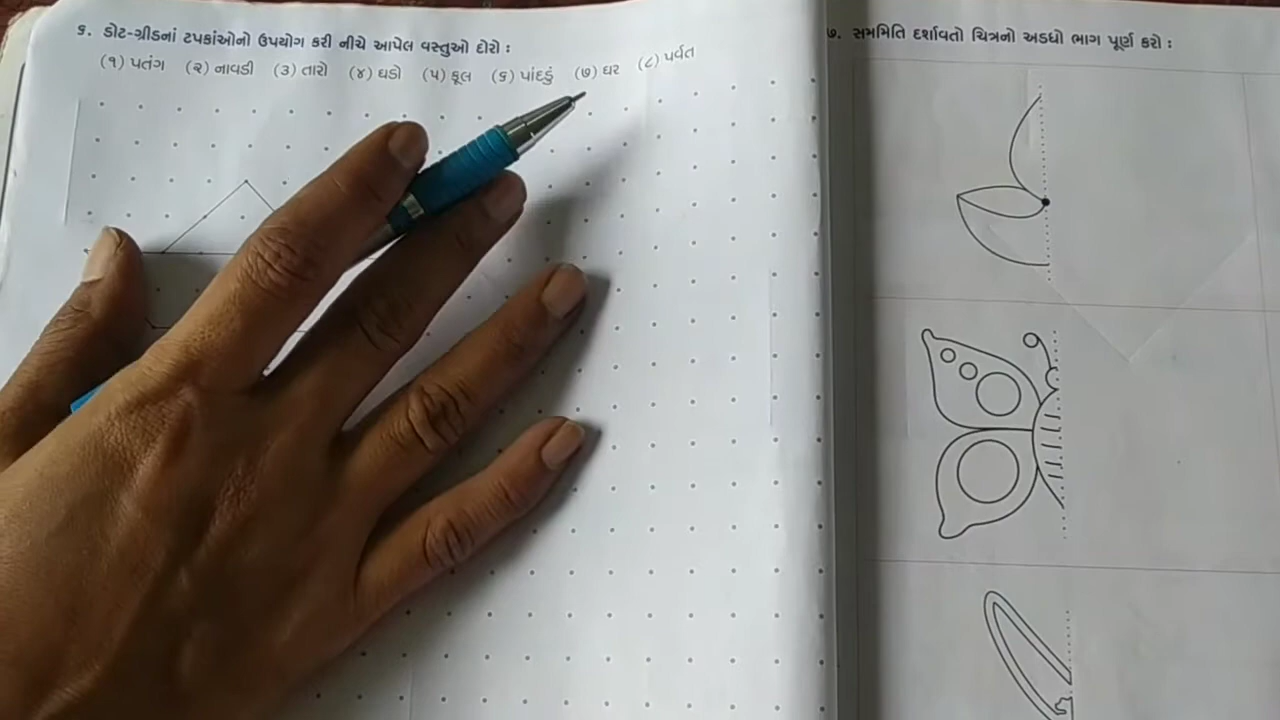 ૬. ડોટ-ગ્રીડનાં ટપકાંઓનો ઉપયોગ કરી નીચે આપેલ વસ્તુઓ દોરો :
(૧) પતંગ (૨) નાવડી (૩) તારો (૪) ઘડો (૫) ફૂલ (૬) પાંદડું (૭) ઘર (૮) પર્વત
૭. સમમિતિ દર્શાવતો ચિત્રનો અડધો ભાગ પૂર્ણ કરો :